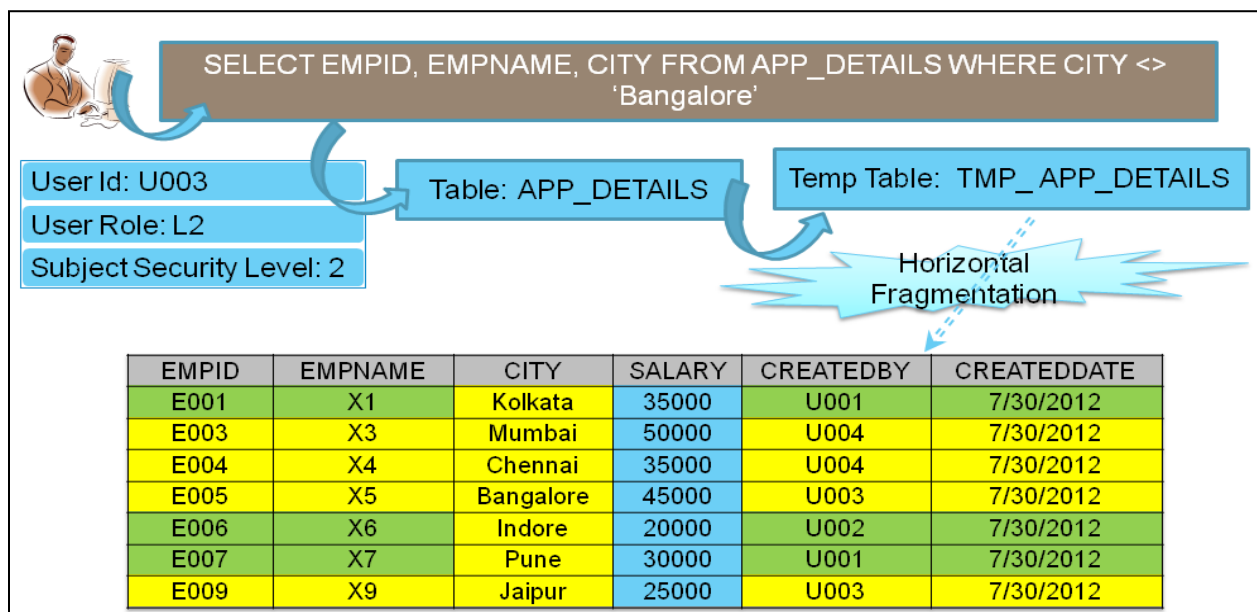 SELECT EMPID, EMPNAME, CITY FROM APP_DETAILS WHERE CITY <>
‘Bangalore’
User Id: U003
User Role: L2
Subject Security Level: 2
Table: APP_DETAILS
Temp Table: TMP_ APP_DETAILS
Horizontal
Fragmentation
EMPID EMPNAME CITY SALARY CREATEDBY CREATEDDATE
E001 X1 Kolkata 35000 U001 7/30/2012
E003 X3 Mumbai 50000 U004 7/30/2012
E004 X4 Chennai 35000 U004 7/30/2012
E005 X5 Bangalore 45000 U003 7/30/2012
E006 X6 Indore 20000 U002 7/30/2012
E007 X7 Pune 30000 U001 7/30/2012
E009 X9 Jaipur 25000 U003 7/30/2012